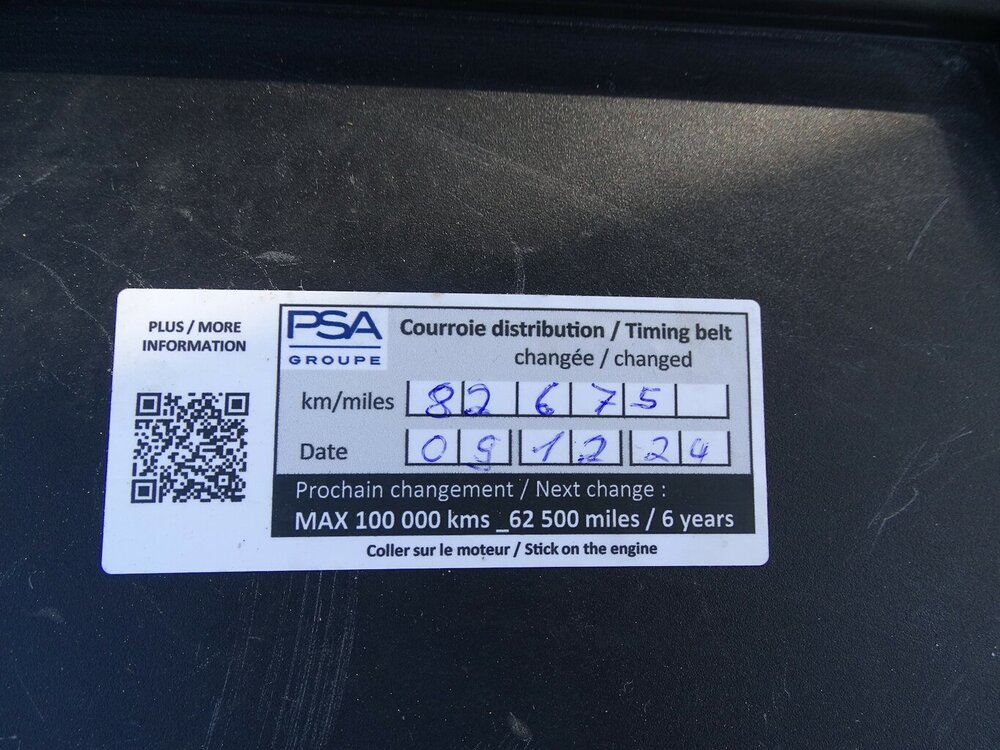 PLUS / MORE
INFORMATION
PSA
GROUPE
Courroie distribution / Timing belt
changée / changed
km/miles 82 675
Date 09 12 24
Prochain changement / Next change :
MAX 100 000 kms _62 500 miles / 6 years
Coller sur le moteur / Stick on the engine